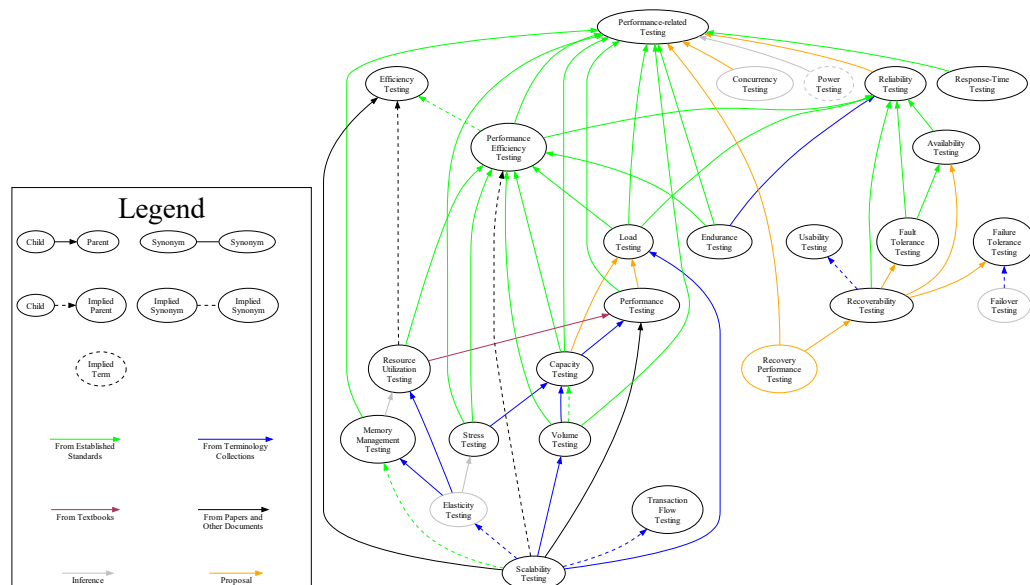 Performance-related
Testing
Efficiency
Testing
Concurrency
Testing
Power
Testing
Reliability
Testing
Response-Time
Testing
Performance
Efficiency
Testing
Availability
Testing
Legend
Child
Parent
Synonym
Synonym
Load
Testing
Endurance
Testing
Usability
Testing
Fault
Tolerance
Testing
Failure
Tolerance
Testing
Child
Implied
Parent
Implied
Synonym
Implied
Synonym
Performance
Testing
Recoverability
Testing
Failover
Testing
Implied
Term
Resource
Utilization
Testing
Capacity
Testing
Recovery
Performance
Testing
Memory
Management
Testing
Stress
Testing
Volume
Testing
From Established
Standards
From Terminology
Collections
Elasticity
Testing
Transaction
Flow
Testing
From Textbooks
From Papers and
Other Documents
Scalability
Testing
Inference
Proposal